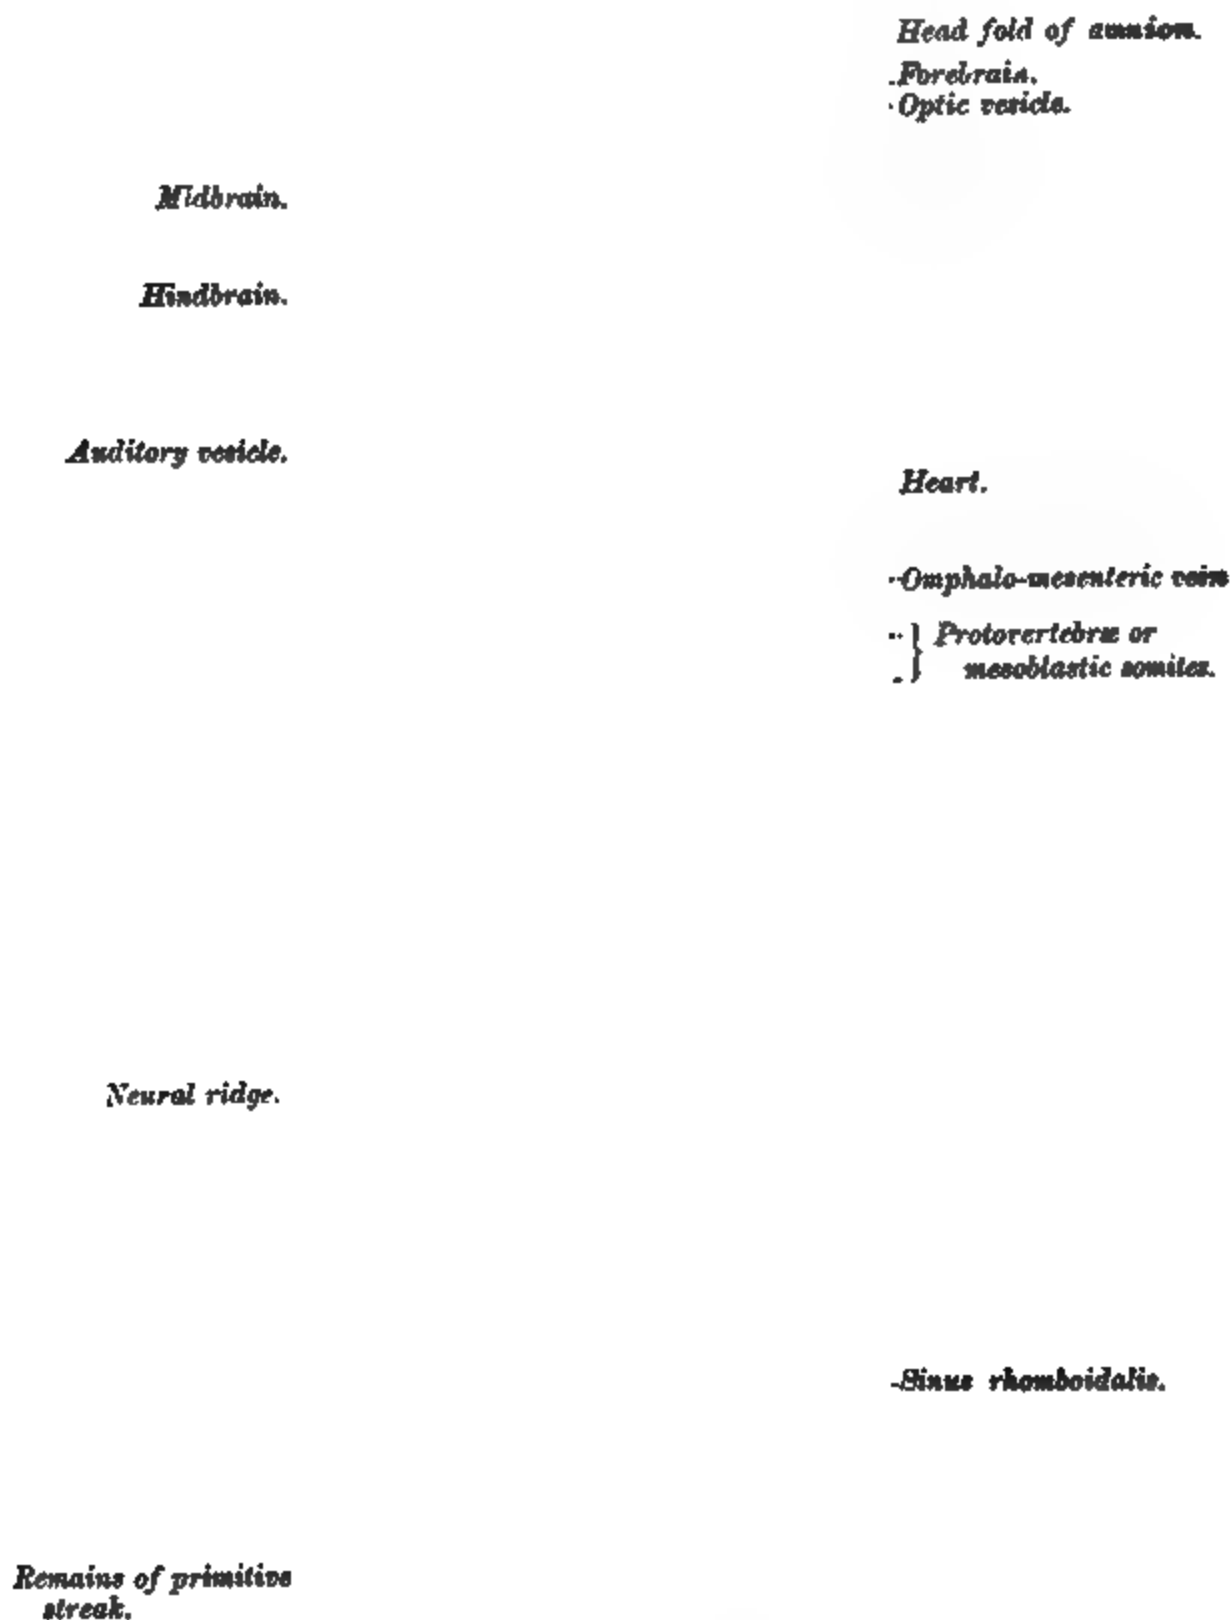 Head fold of amnion.
Forebrain.
Optic vesicle.
Midbrain.
Hindbrain.
Auditory vesicle.
Heart.
Omphalo-mesenteric vein
Protovertebræ or
mesoblastic somites.
Neural ridge.
Sinus rhomboidalis.
Remains of primitive
streak.